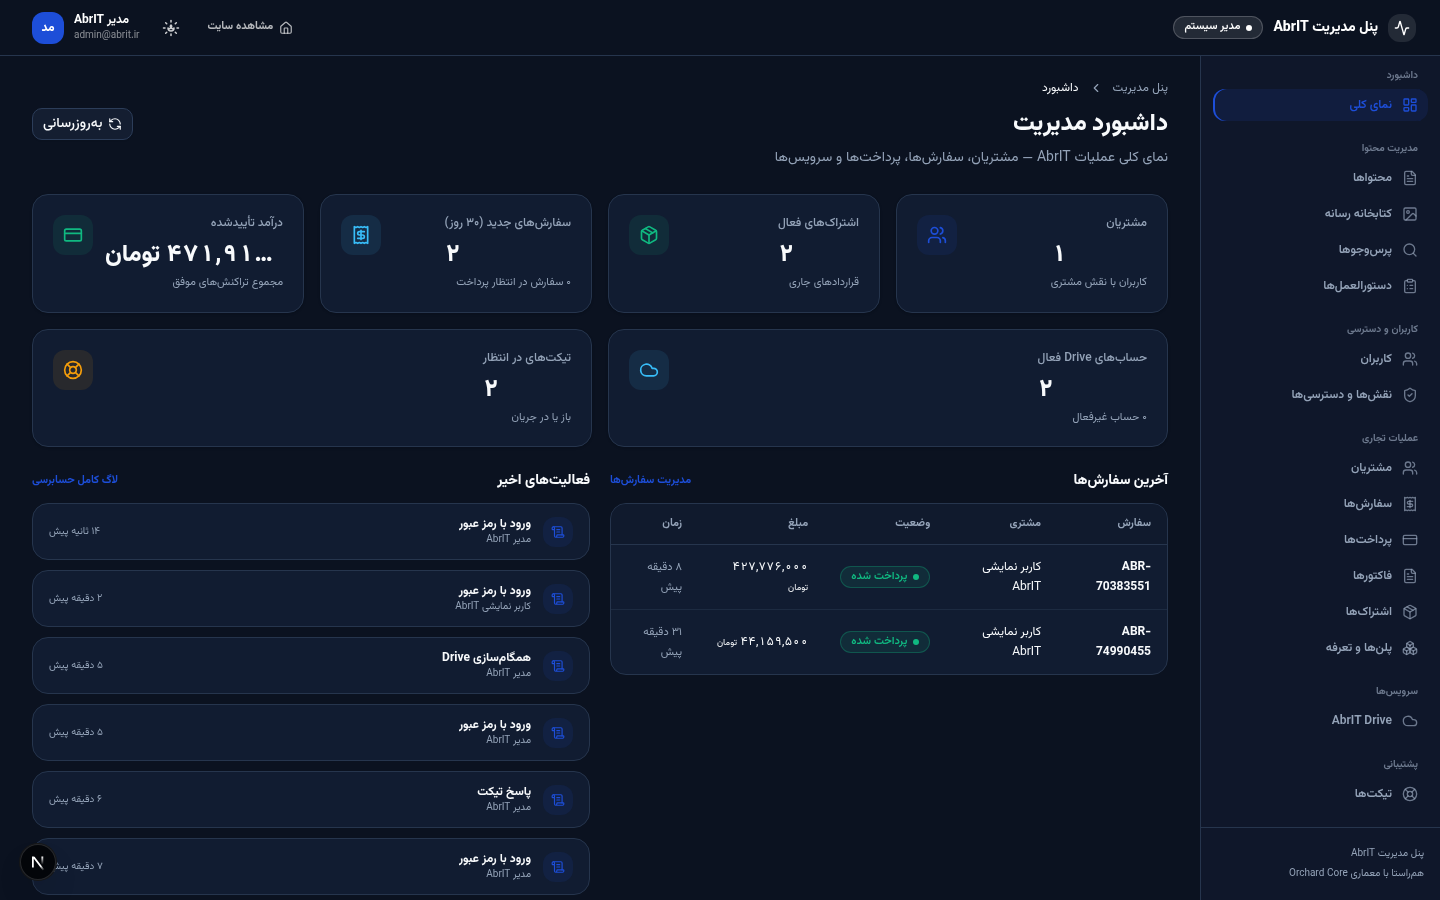 پنل مدیریت AbrIT
مدیر سیستم
مشاهده سایت
مدیر AbrIT
admin@abrit.ir
مد
داشبورد
نمای کلی
مدیریت محتوا
محتواها
کتابخانه رسانه
پرس‌وجوها
دستورالعمل‌ها
کاربران و دسترسی
کاربران
نقش‌ها و دسترسی‌ها
عملیات تجاری
مشتریان
سفارش‌ها
پرداخت‌ها
فاکتورها
اشتراک‌ها
پلن‌ها و تعرفه
سرویس‌ها
AbrIT Drive
پشتیبانی
تیکت‌ها
پنل مدیریت AbrIT
هم‌راستا با معماری Orchard Core
پنل مدیریت
داشبورد
داشبورد مدیریت
نمای کلی عملیات AbrIT — مشتریان، سفارش‌ها، پرداخت‌ها و سرویس‌ها
به‌روزرسانی
مشتریان
۱
کاربران با نقش مشتری
اشتراک‌های فعال
۲
قراردادهای جاری
سفارش‌های جدید (۳۰ روز)
۲
۰ سفارش در انتظار پرداخت
درآمد تأییدشده
۴۷۱,۹۱… تومان
مجموع تراکنش‌های موفق
حساب‌های Drive فعال
۲
۰ حساب غیرفعال
تیکت‌های در انتظار
۲
باز یا در جریان
آخرین سفارش‌ها
مدیریت سفارش‌ها
سفارش مشتری وضعیت مبلغ زمان
ABR-70383551 کاربر نمایشی AbrIT پرداخت شده ۴۲۷,۷۷۶,۰۰۰ تومان ۸ دقیقه پیش
ABR-74990455 کاربر نمایشی AbrIT پرداخت شده ۴۴,۱۵۹,۵۰۰ تومان ۳۱ دقیقه پیش
فعالیت‌های اخیر
لاگ کامل حسابرسی
ورود با رمز عبور
مدیر AbrIT
۱۴ ثانیه پیش
ورود با رمز عبور
کاربر نمایشی AbrIT
۲ دقیقه پیش
همگام‌سازی Drive
مدیر AbrIT
۵ دقیقه پیش
ورود با رمز عبور
مدیر AbrIT
۵ دقیقه پیش
پاسخ تیکت
مدیر AbrIT
۶ دقیقه پیش
ورود با رمز عبور
مدیر AbrIT
۷ دقیقه پیش
N